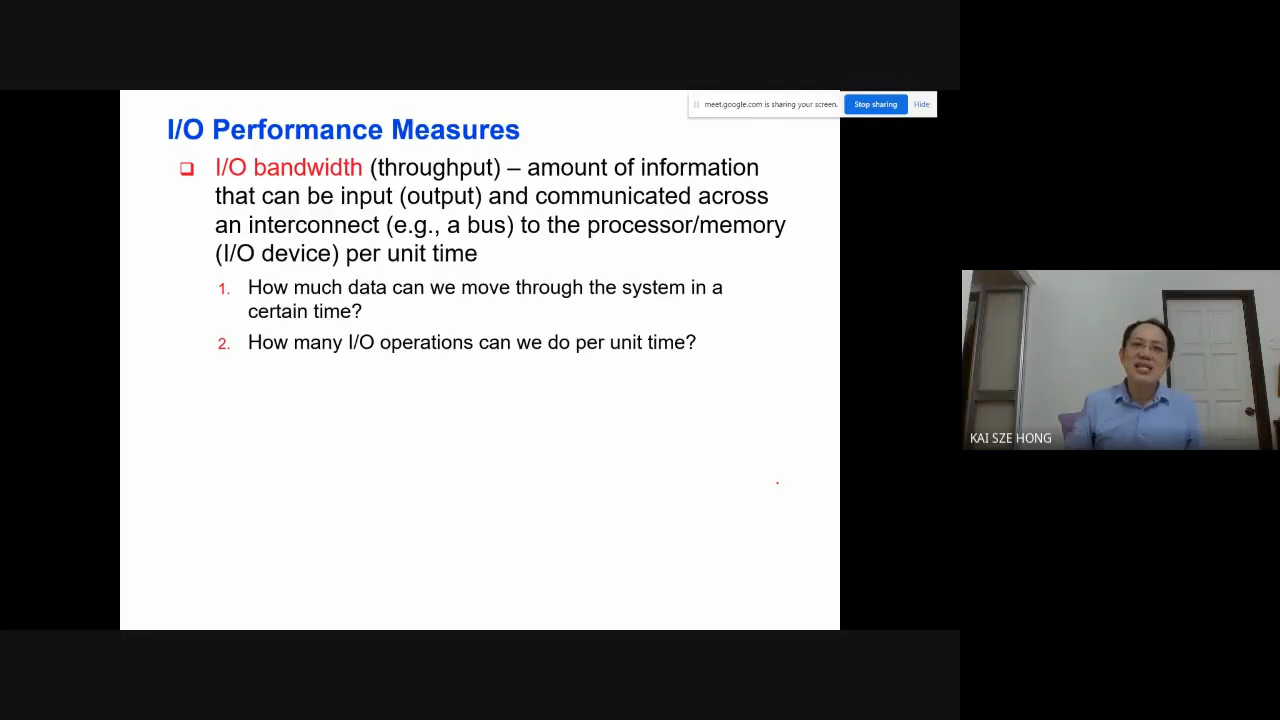 meet.google.com is sharing your screen.
Stop sharing
Hide
I/O Performance Measures
❑ I/O bandwidth (throughput) – amount of information
that can be input (output) and communicated across
an interconnect (e.g., a bus) to the processor/memory
(I/O device) per unit time
1. How much data can we move through the system in a
certain time?
2. How many I/O operations can we do per unit time?
KAI SZE HONG